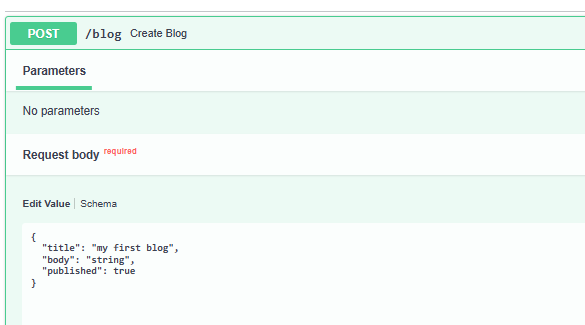 POST /blog Create Blog
Parameters
No parameters
Request body required
Edit Value Schema
{
"title": "my first blog",
"body": "string",
"published": true
}